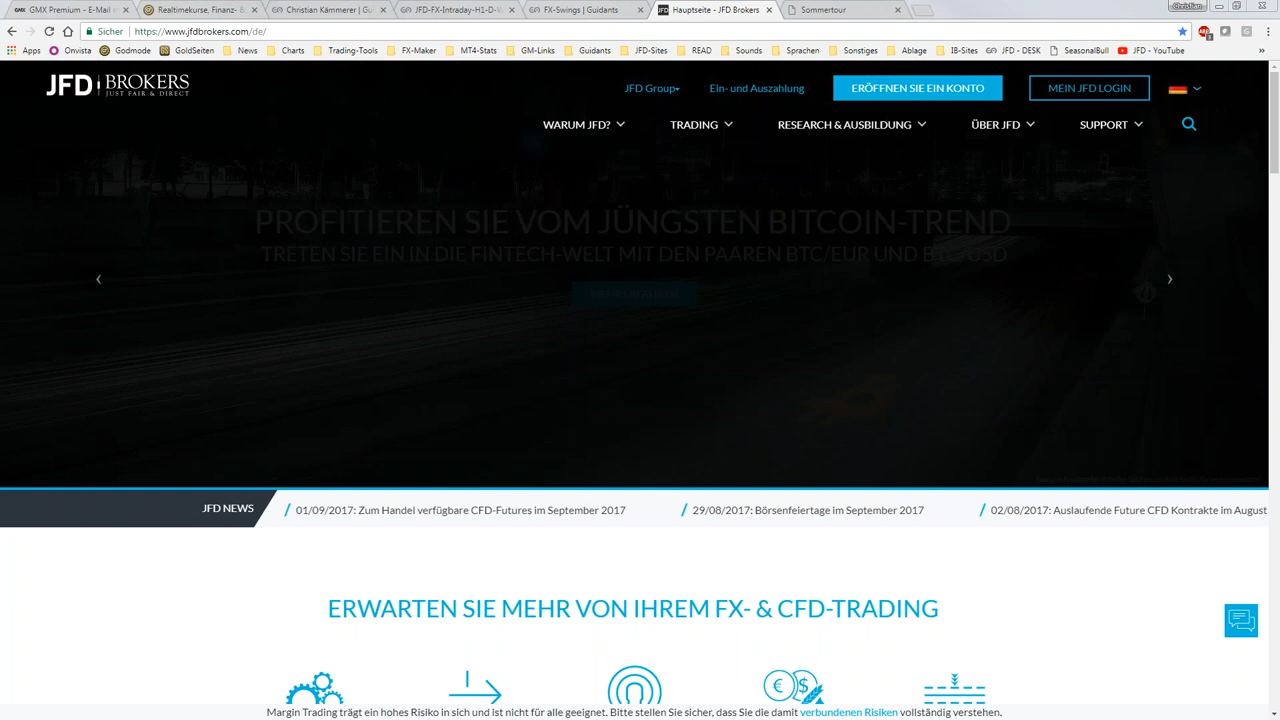 GMX Premium - E-Mail
Realtimekurse, Finanz- &
Christian Kämmerer | Gu
JFD-FX-Intraday-H1-D-W
FX-Swings | Guidants
Hauptseite - JFD Brokers
Sommertour
Christian
Sicher | https://www.jfdbrokers.com/de/
Apps Onvista Godmode GoldSeiten News Charts Trading-Tools FX-Maker MT4-Stats GM-Links Guidants JFD-Sites READ Sounds Sprachen Sonstiges Ablage IB-Sites JFD - DESK SeasonalBull JFD - YouTube
JFD BROKERS
JUST FAIR & DIRECT
JFD Group Ein- und Auszahlung ERÖFFNEN SIE EIN KONTO MEIN JFD LOGIN
WARUM JFD? TRADING RESEARCH & AUSBILDUNG ÜBER JFD SUPPORT
PROFITIEREN SIE VOM JÜNGSTEN BITCOIN-TREND
TRETEN SIE EIN IN DIE FINTECH-WELT MIT DEN PAAREN BTC/EUR UND BTC/USD
JFD NEWS / 01/09/2017: Zum Handel verfügbare CFD-Futures im September 2017 / 29/08/2017: Börsenfeiertage im September 2017 / 02/08/2017: Auslaufende Future CFD Kontrakte im August
ERWARTEN SIE MEHR VON IHREM FX- & CFD-TRADING
€ $
Margin Trading trägt ein hohes Risiko in sich und ist nicht für alle geeignet. Bitte stellen Sie sicher, dass Sie die damit verbundenen Risiken vollständig verstehen.